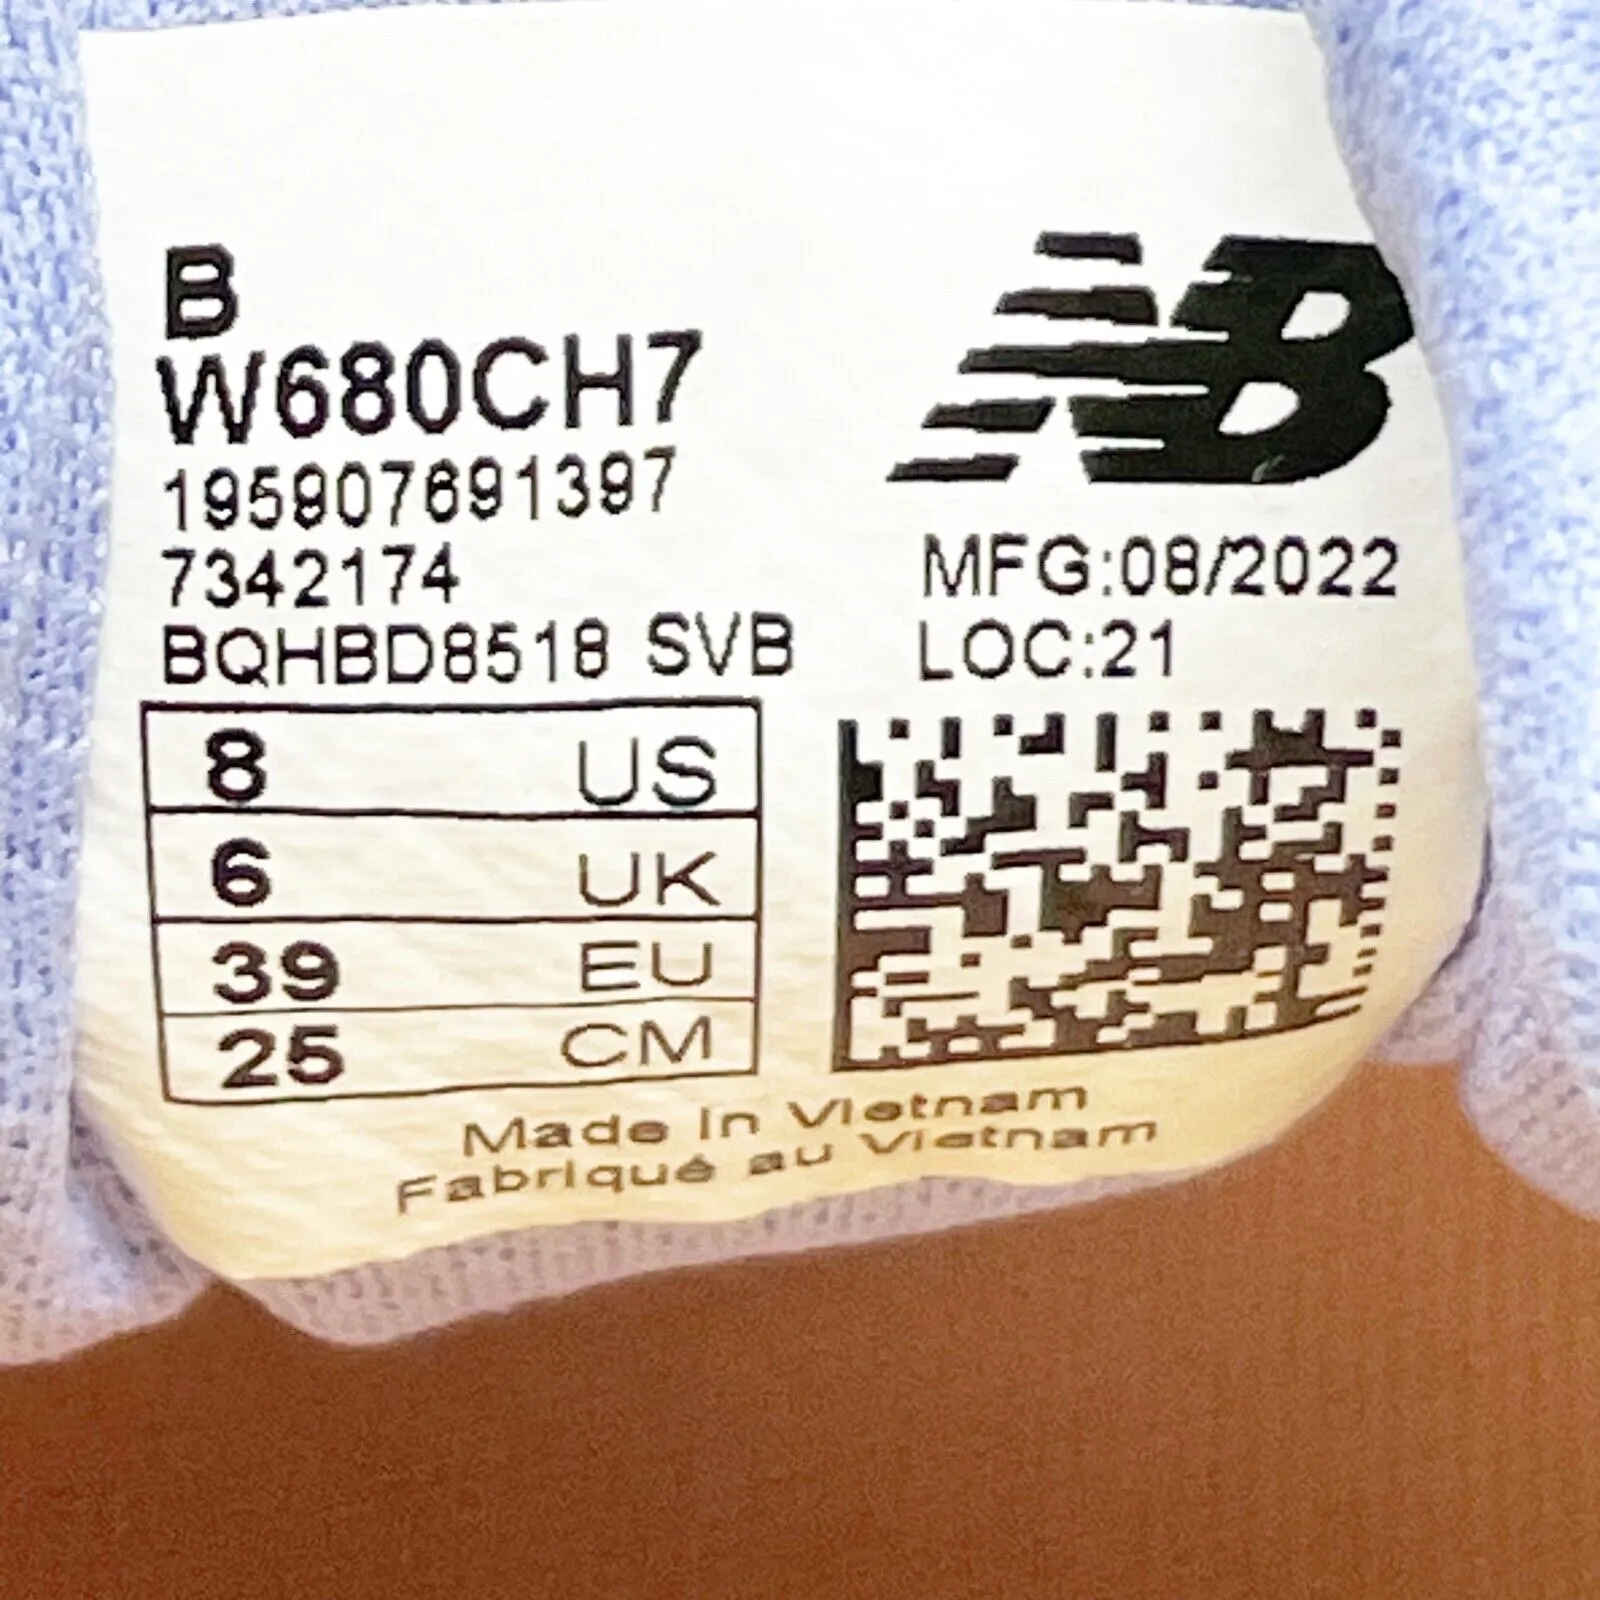 B
W680CH7
195907691397
7342174
BQHBD8518 SVB
NB
MFG:08/2022
LOC:21
8 US
6 UK
39 EU
25 CM
Made in Vietnam
Fabriqué au Vietnam